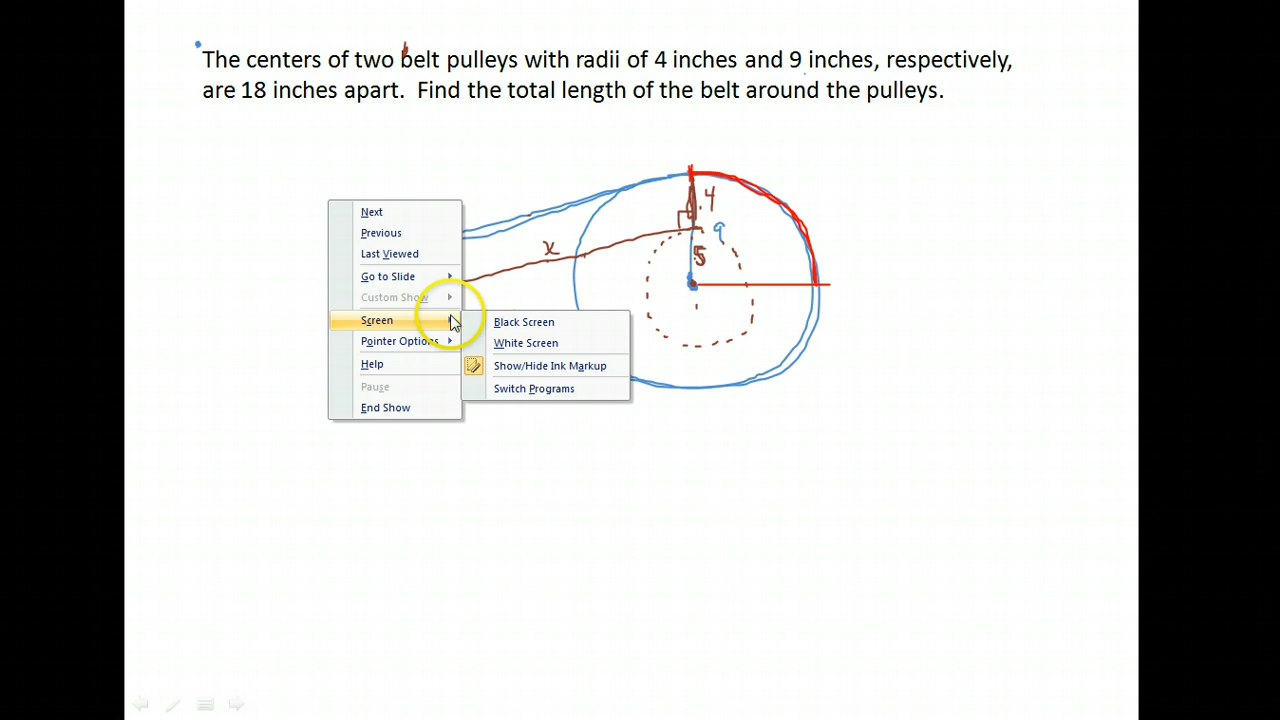 The centers of two belt pulleys with radii of 4 inches and 9 inches, respectively,
are 18 inches apart.  Find the total length of the belt around the pulleys.
4
9
x
5
Next
Previous
Last Viewed
Go to Slide
Custom Show
Screen
Pointer Options
Help
Pause
End Show
Black Screen
White Screen
Show/Hide Ink Markup
Switch Programs